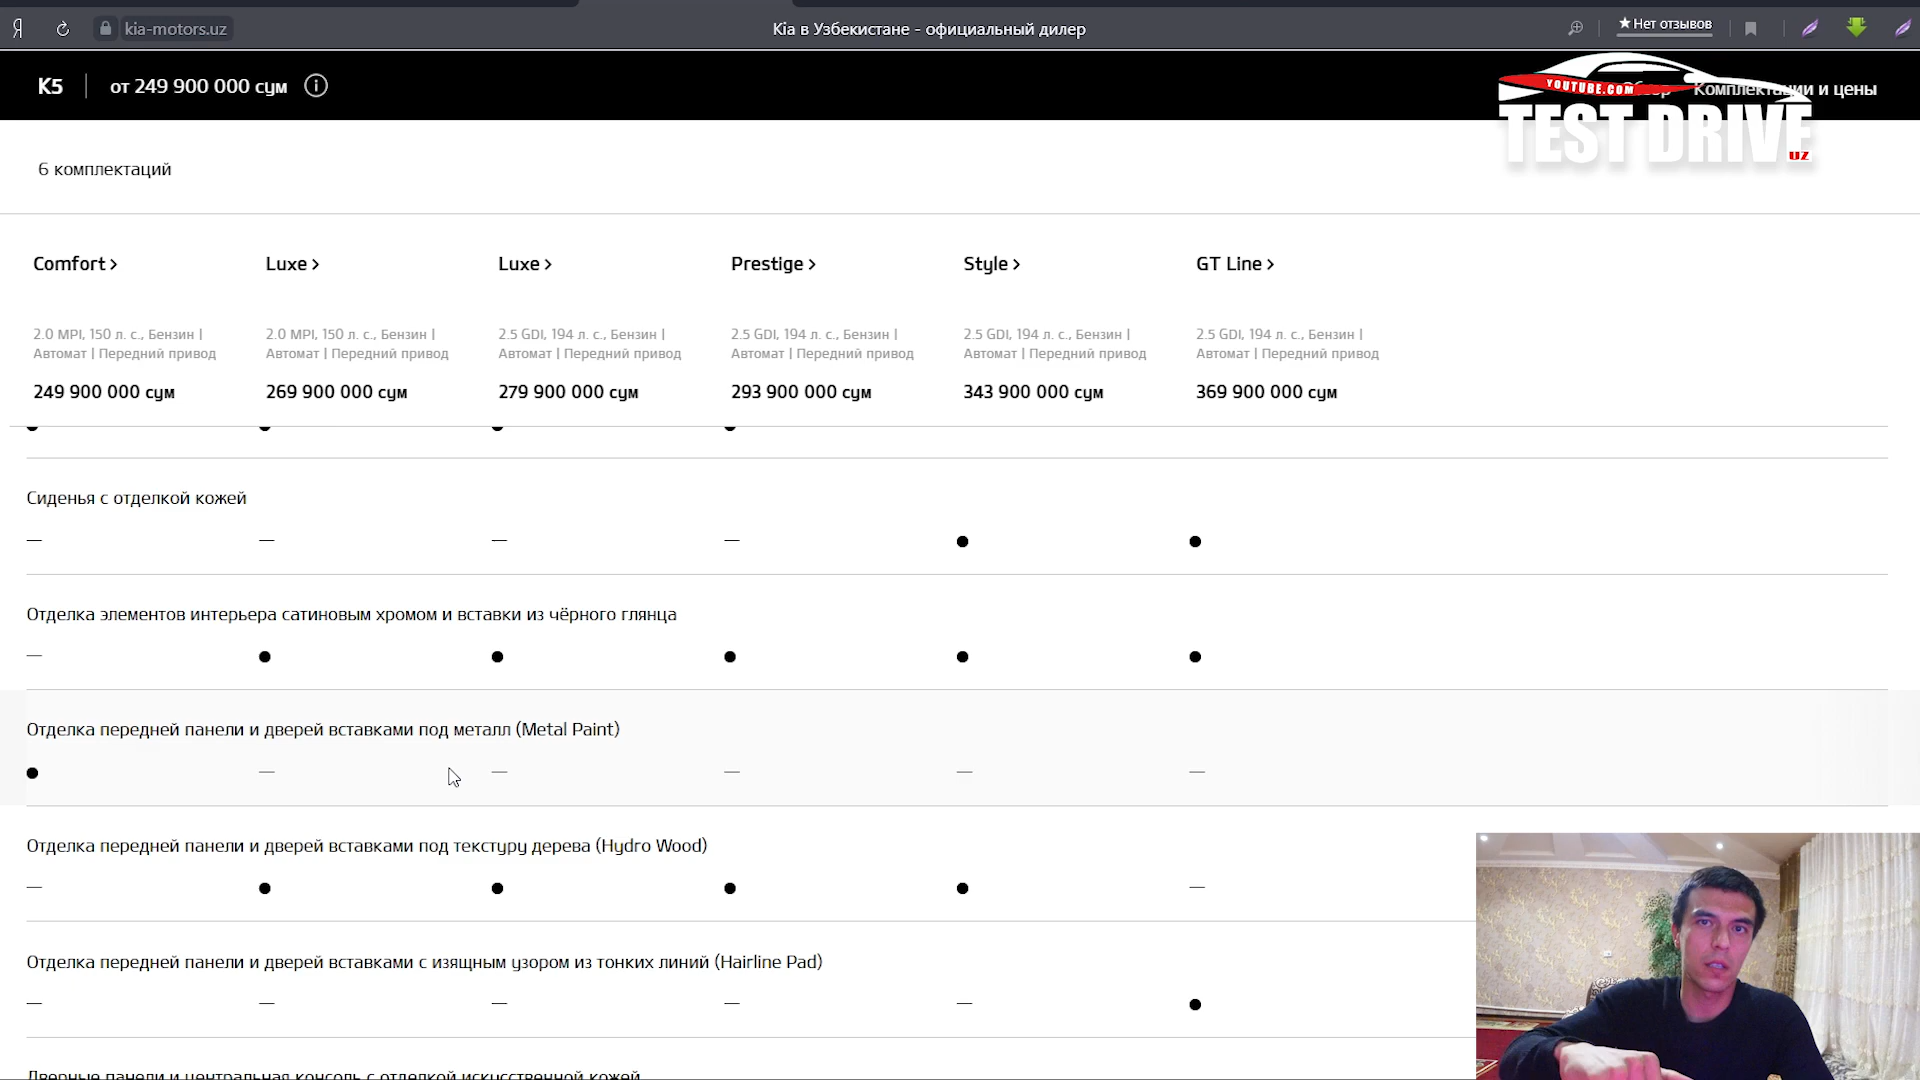 Я kia-motors.uz Kia в Узбекистане - официальный дилер ★Нет отзывов
K5 от 249 900 000 сум
Комплектации и цены
YOUTUBE.COM
TEST DRIVE
UZ
6 комплектаций
Comfort > Luxe > Luxe > Prestige > Style > GT Line >
2.0 MPI, 150 л. с., Бензин | 2.0 MPI, 150 л. с., Бензин | 2.5 GDI, 194 л. с., Бензин | 2.5 GDI, 194 л. с., Бензин | 2.5 GDI, 194 л. с., Бензин | 2.5 GDI, 194 л. с., Бензин |
Автомат | Передний привод Автомат | Передний привод Автомат | Передний привод Автомат | Передний привод Автомат | Передний привод Автомат | Передний привод
249 900 000 сум 269 900 000 сум 279 900 000 сум 293 900 000 сум 343 900 000 сум 369 900 000 сум
Сиденья с отделкой кожей
— — — — ● ●
Отделка элементов интерьера сатиновым хромом и вставки из чёрного глянца
— ● ● ● ● ●
Отделка передней панели и дверей вставками под металл (Metal Paint)
● — — — — —
Отделка передней панели и дверей вставками под текстуру дерева (Hydro Wood)
— ● ● ● ● —
Отделка передней панели и дверей вставками с изящным узором из тонких линий (Hairline Pad)
— — — — — ●
Дверные панели и центральная консоль с отделкой искусственной кожей